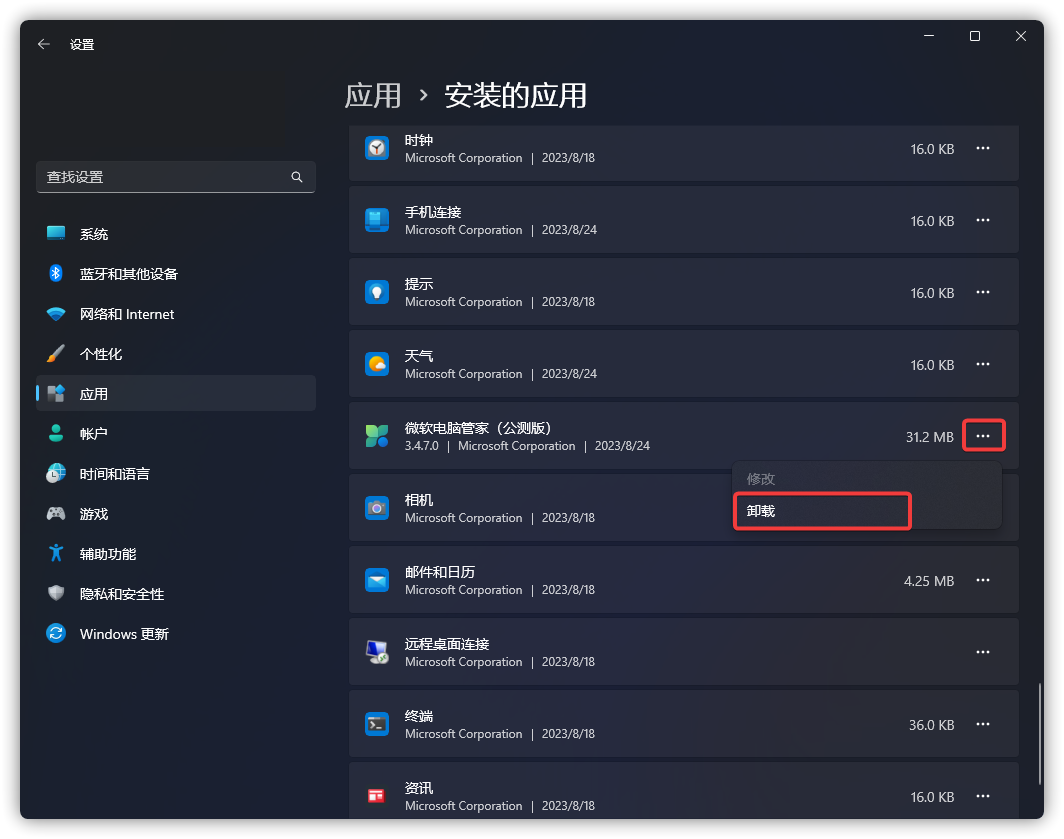 设置
应用 › 安装的应用
查找设置
系统
蓝牙和其他设备
网络和 Internet
个性化
应用
帐户
时间和语言
游戏
辅助功能
隐私和安全性
Windows 更新
时钟
Microsoft Corporation | 2023/8/18
16.0 KB
手机连接
Microsoft Corporation | 2023/8/24
16.0 KB
提示
Microsoft Corporation | 2023/8/18
16.0 KB
天气
Microsoft Corporation | 2023/8/24
16.0 KB
微软电脑管家（公测版）
3.4.7.0 | Microsoft Corporation | 2023/8/24
31.2 MB
修改
卸载
相机
Microsoft Corporation | 2023/8/18
邮件和日历
Microsoft Corporation | 2023/8/18
4.25 MB
远程桌面连接
Microsoft Corporation | 2023/8/18
终端
Microsoft Corporation | 2023/8/18
36.0 KB
资讯
Microsoft Corporation | 2023/8/18
16.0 KB